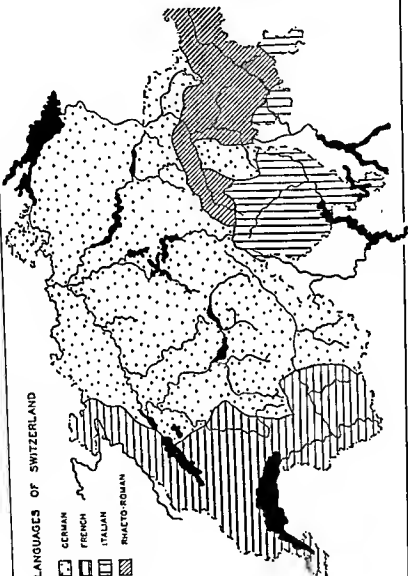 LANGUAGES OF SWITZERLAND
GERMAN
FRENCH
ITALIAN
RHAETO-ROMAN